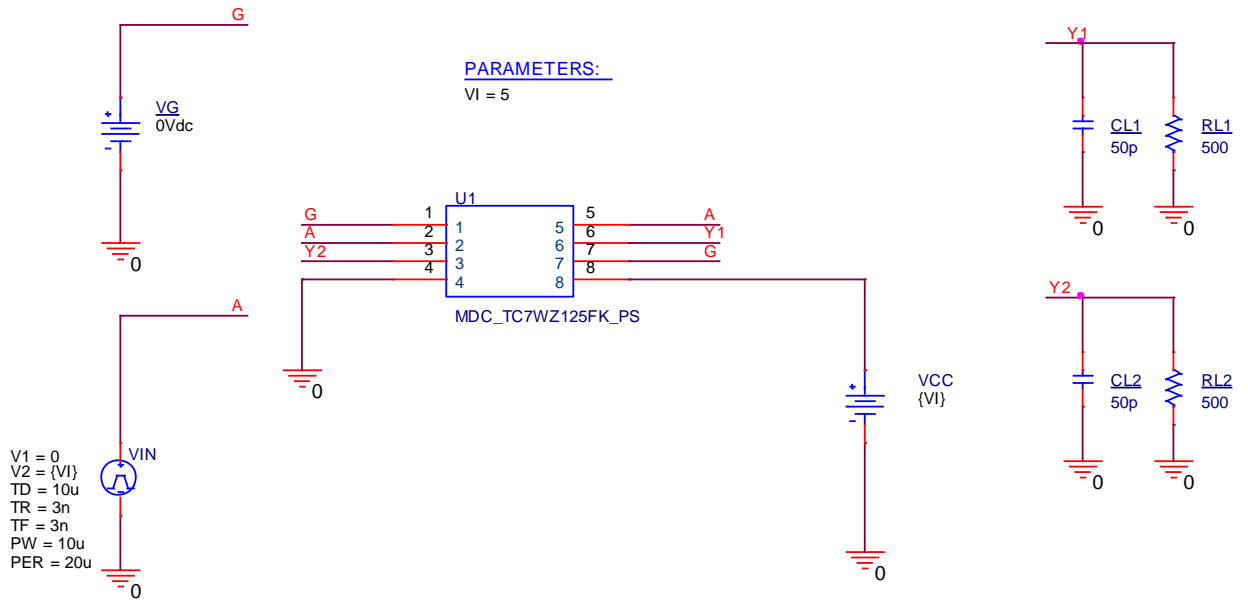 G
VG
0Vdc
0
PARAMETERS:
VI = 5
Y1
CL1
50p
RL1
500
0
0
U1
G
1
1
A
2
2
Y2
3
3
4
4
5
5
A
6
6
Y1
7
7
G
8
8
MDC_TC7WZ125FK_PS
0
VCC
{VI}
0
Y2
CL2
50p
RL2
500
0
0
A
VIN
V1 = 0
V2 = {VI}
TD = 10u
TR = 3n
TF = 3n
PW = 10u
PER = 20u
0